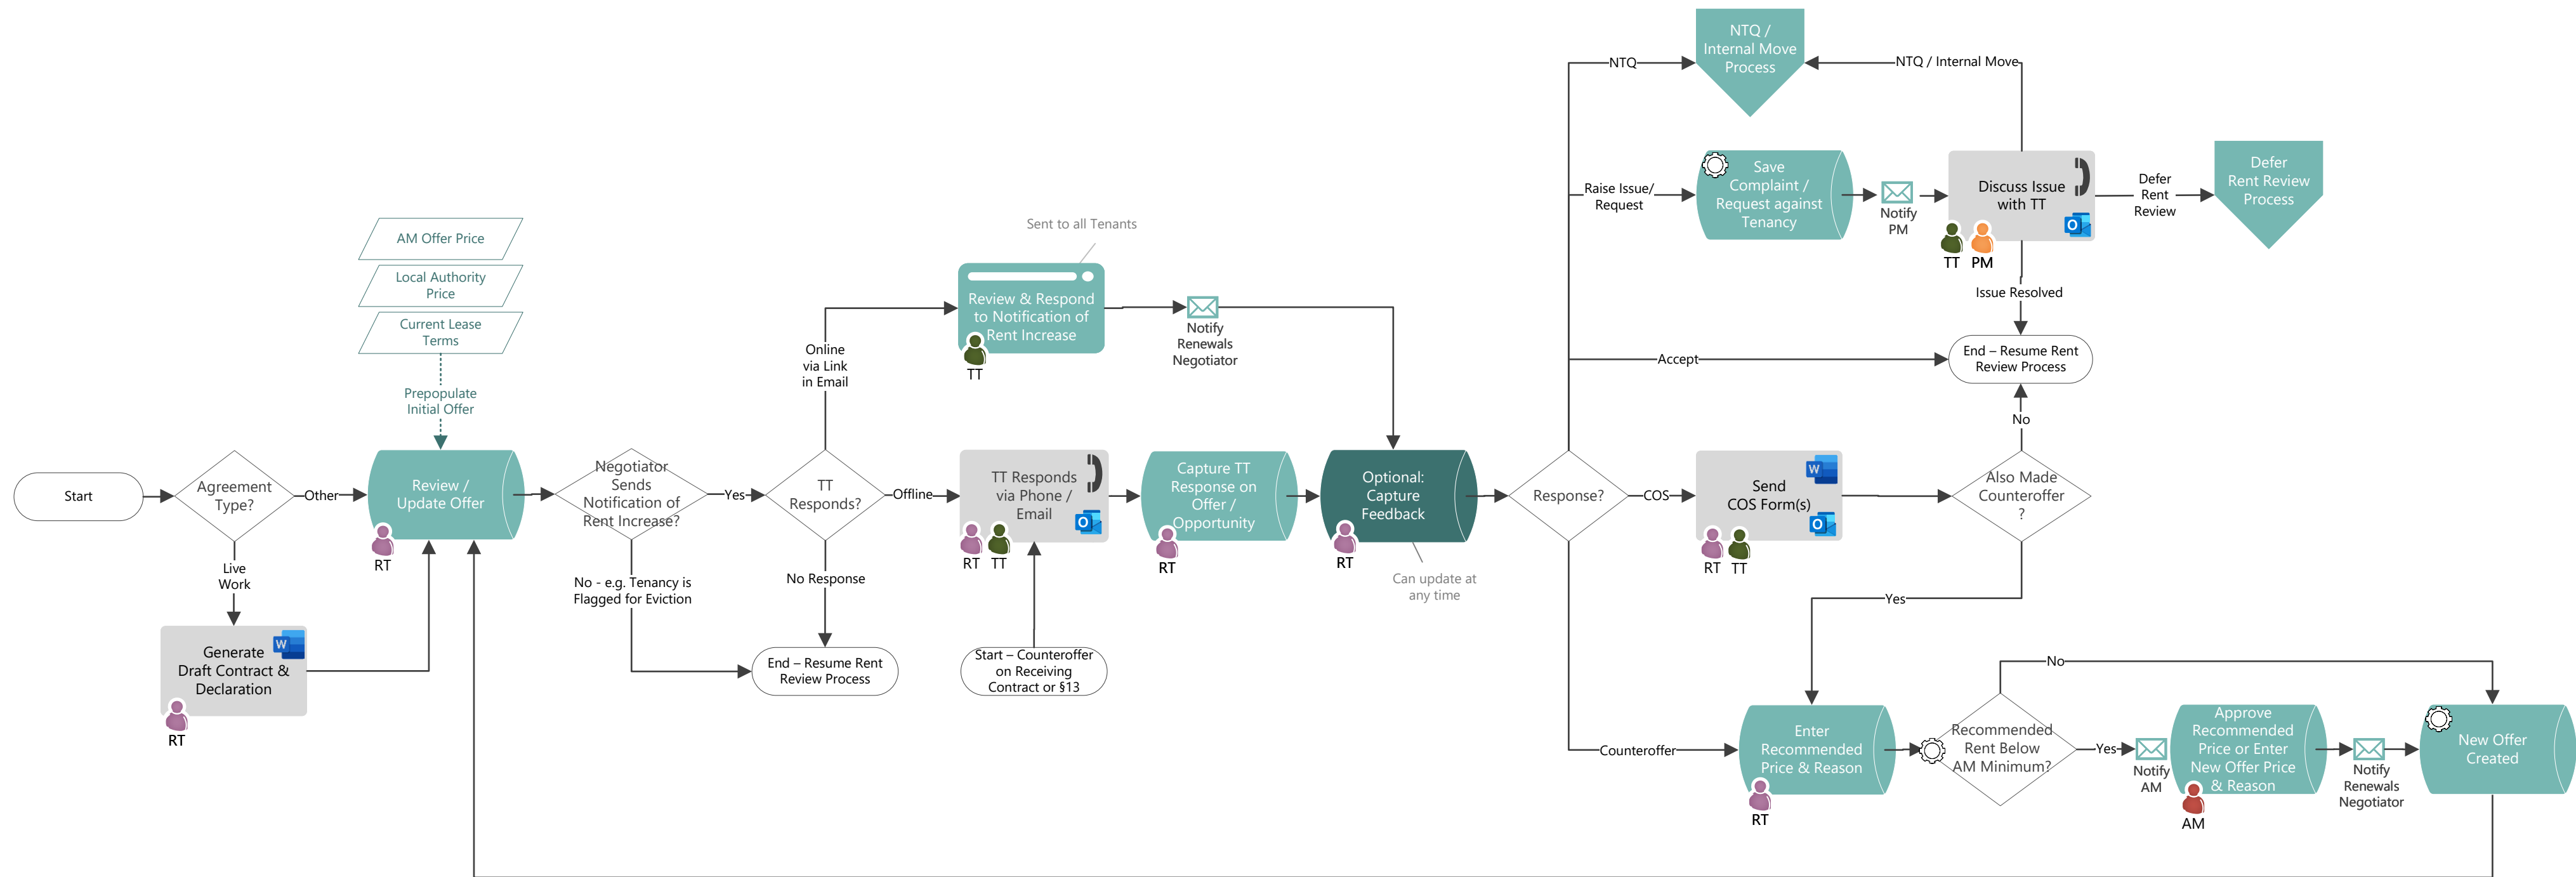 NTQ /
Internal Move
Process
NTQ
NTQ / Internal Move
Save
Complaint /
Request against
Tenancy
Raise Issue/
Request
Notify
PM
Discuss Issue
with TT
TT
PM
Defer
Rent
Review
Defer
Rent Review
Process
Issue Resolved
End – Resume Rent
Review Process
Accept
No
AM Offer Price
Local Authority
Price
Current Lease
Terms
Prepopulate
Initial Offer
Sent to all Tenants
Review & Respond
to Notification of
Rent Increase
TT
Notify
Renewals
Negotiator
Online
via Link
in Email
Start
Agreement
Type?
Other
Review /
Update Offer
RT
Negotiator
Sends
Notification of
Rent Increase?
Yes
TT
Responds?
Offline
TT Responds
via Phone /
Email
RT
TT
Capture TT
Response on
Offer /
Opportunity
RT
Optional:
Capture
Feedback
RT
Can update at
any time
Response?
COS
Send
COS Form(s)
RT
TT
Also Made
Counteroffer
?
Live
Work
Generate
Draft Contract &
Declaration
W
RT
No - e.g. Tenancy is
Flagged for Eviction
No Response
End – Resume Rent
Review Process
Start – Counteroffer
on Receiving
Contract or §13
Yes
Counteroffer
Enter
Recommended
Price & Reason
RT
Recommended
Rent Below
AM Minimum?
No
Yes
Notify
AM
Approve
Recommended
Price or Enter
New Offer Price
& Reason
AM
Notify
Renewals
Negotiator
New Offer
Created